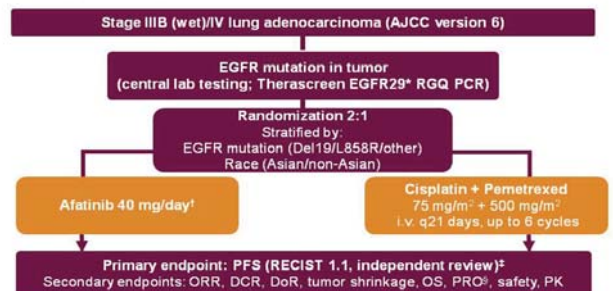 Stage IIIB (wet)/IV lung adenocarcinoma (AJCC version 6)
EGFR mutation in tumor
(central lab testing; Therascreen EGFR29* RGQ PCR)
Randomization 2:1
Stratified by:
EGFR mutation (Del19/L858R/other)
Race (Asian/non-Asian)
Afatinib 40 mg/day†
Cisplatin + Pemetrexed
75 mg/m² + 500 mg/m²
i.v. q21 days, up to 6 cycles
Primary endpoint: PFS (RECIST 1.1, independent review)‡
Secondary endpoints: ORR, DCR, DoR, tumor shrinkage, OS, PRO§, safety, PK